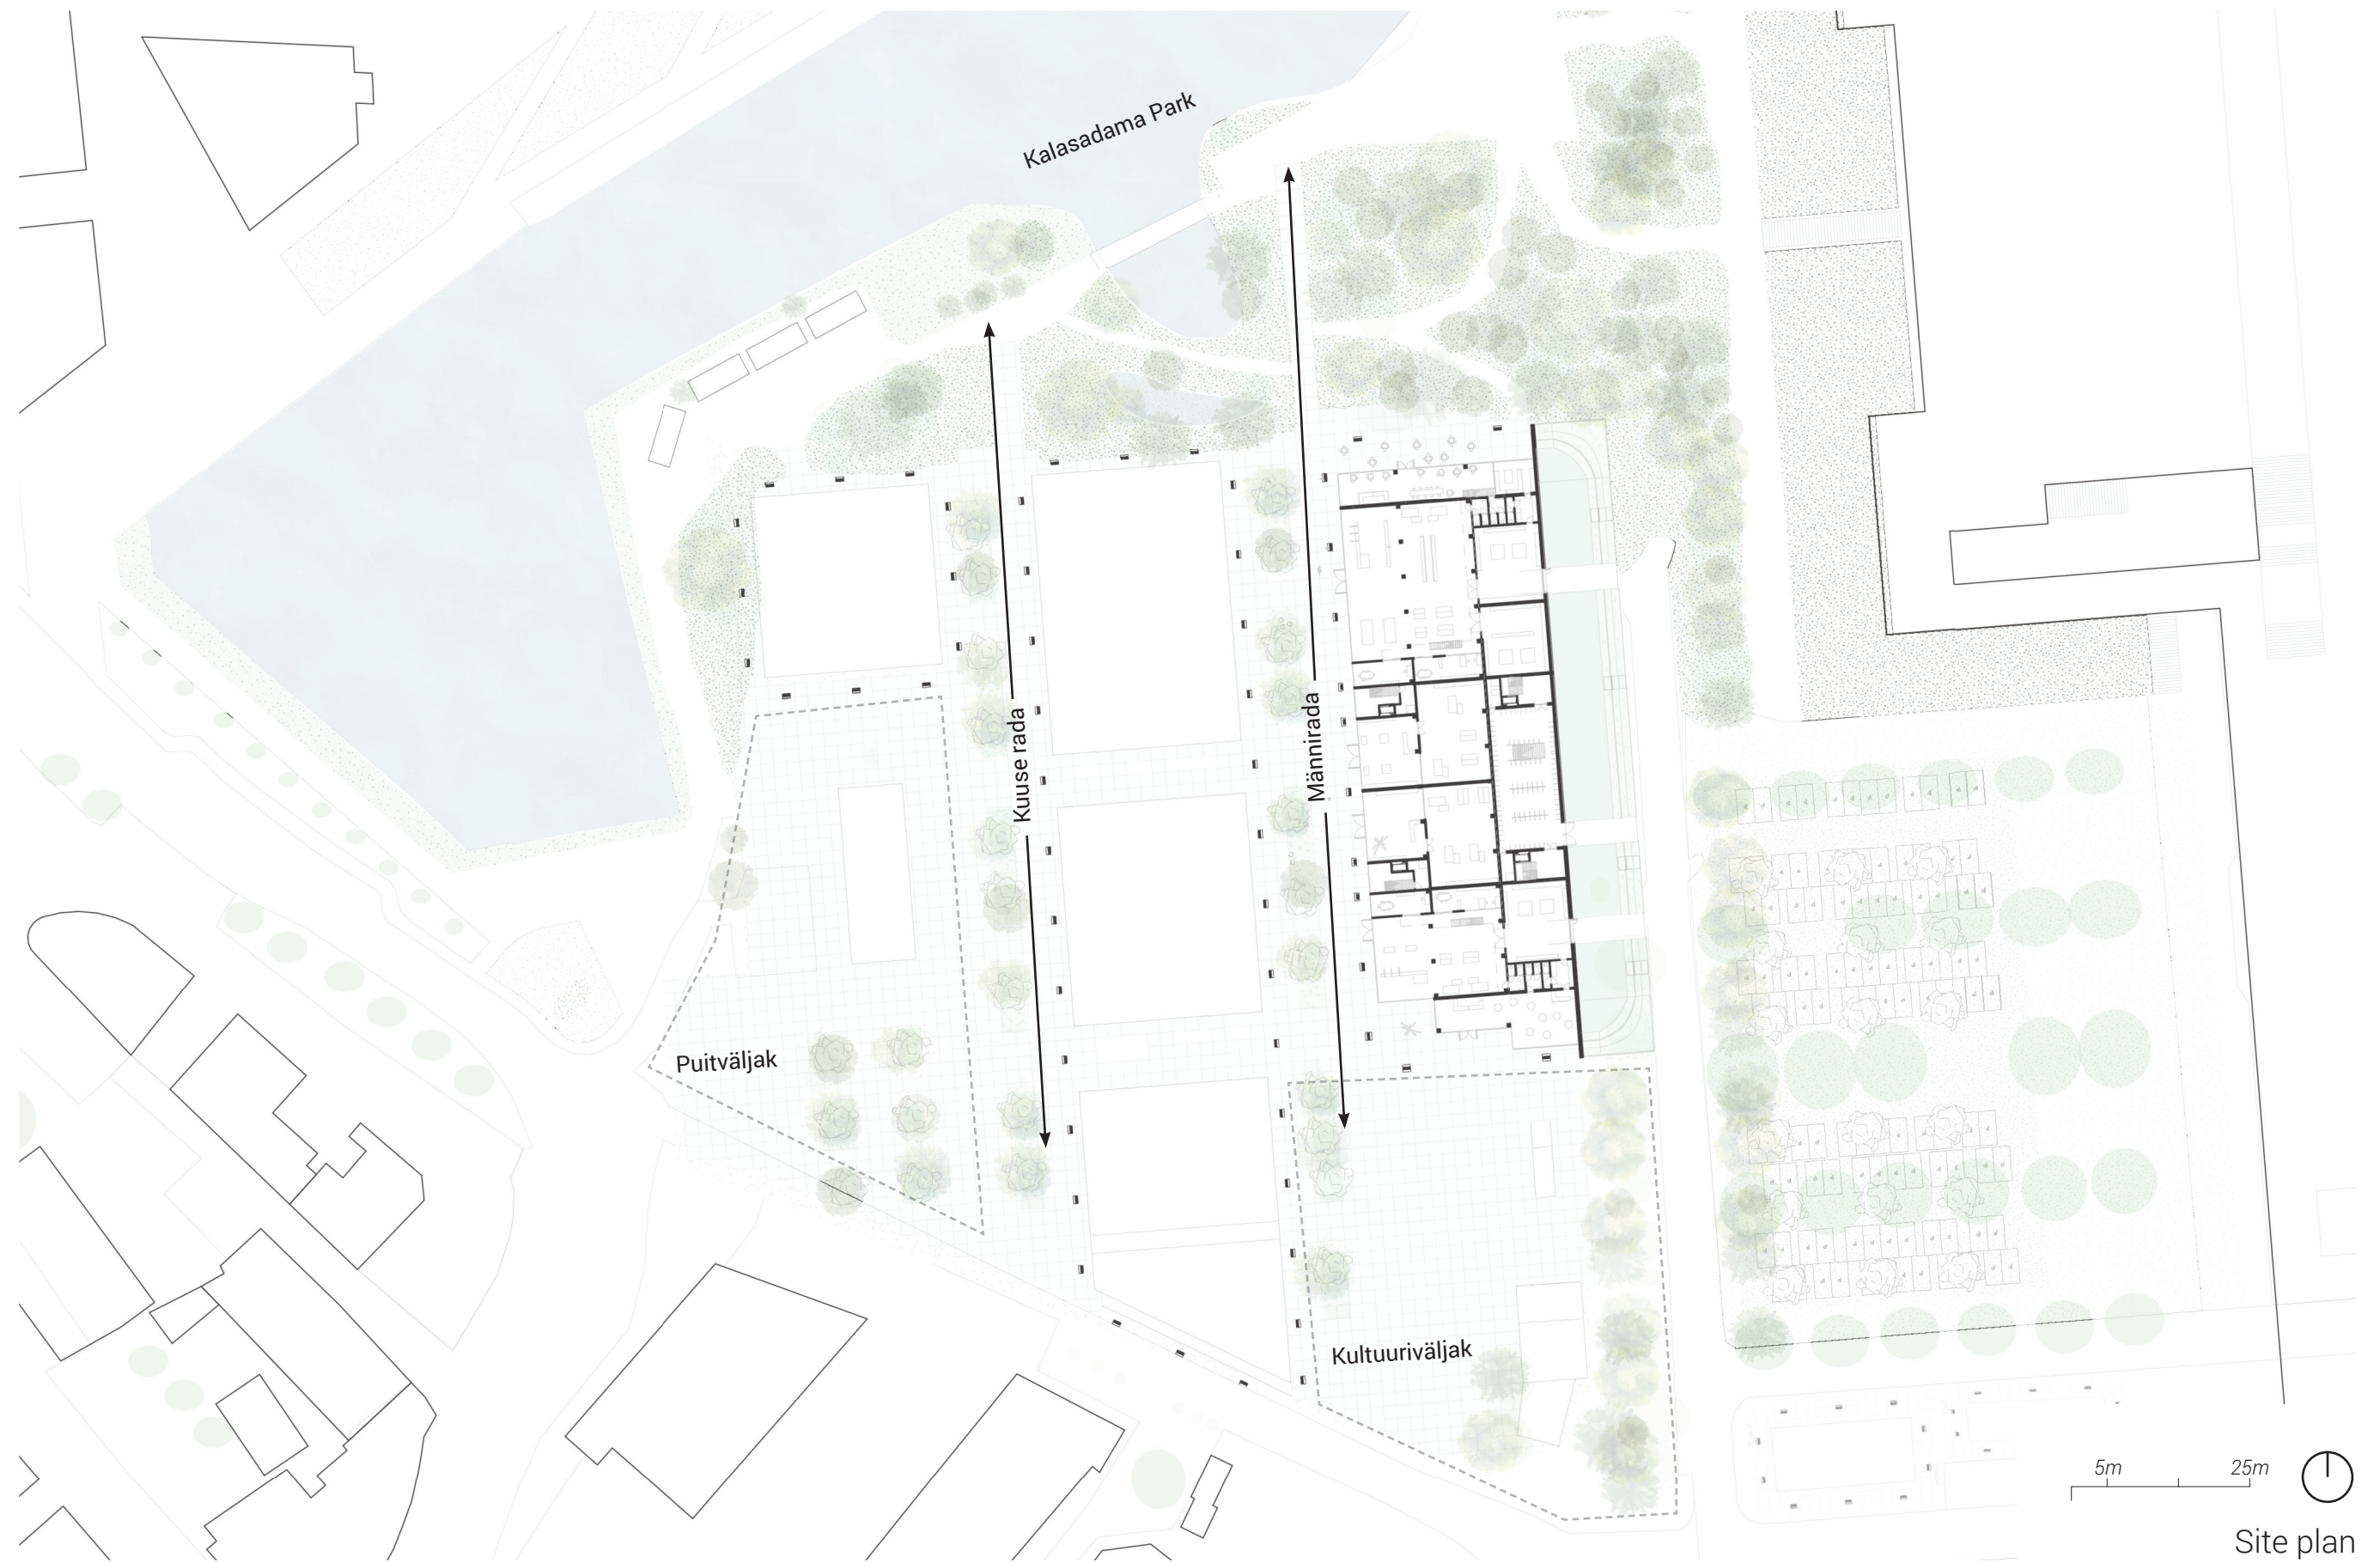 Kalasadama Park
Kuuse rada
Männirada
Puitväljak
Kultuuriväljak
5m
25m
Site plan